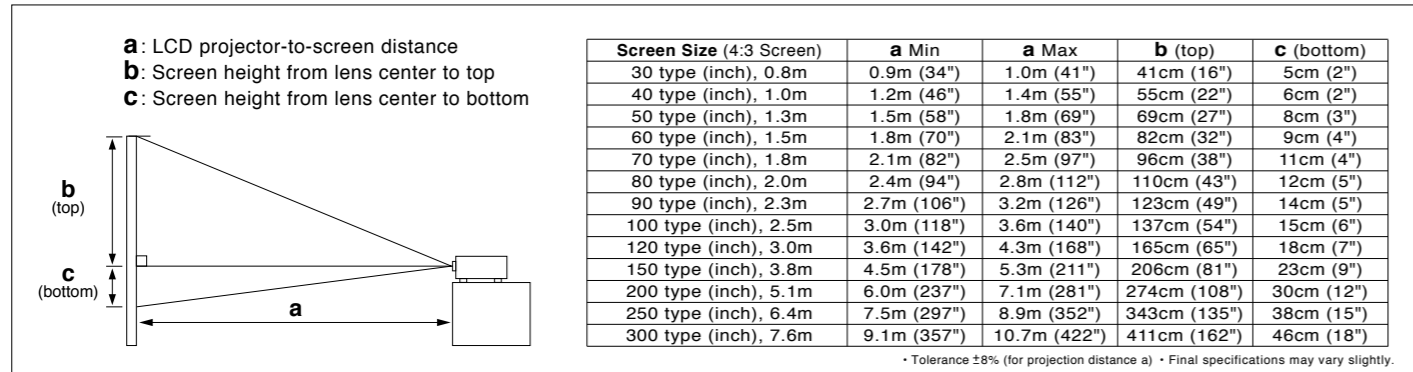 a: LCD projector-to-screen distance
b: Screen height from lens center to top
c: Screen height from lens center to bottom
b
(top)
c
(bottom)
a
Screen Size (4:3 Screen) a Min a Max b (top) c (bottom)
30 type (inch), 0.8m 0.9m (34") 1.0m (41") 41cm (16") 5cm (2")
40 type (inch), 1.0m 1.2m (46") 1.4m (55") 55cm (22") 6cm (2")
50 type (inch), 1.3m 1.5m (58") 1.8m (69") 69cm (27") 8cm (3")
60 type (inch), 1.5m 1.8m (70") 2.1m (83") 82cm (32") 9cm (4")
70 type (inch), 1.8m 2.1m (82") 2.5m (97") 96cm (38") 11cm (4")
80 type (inch), 2.0m 2.4m (94") 2.8m (112") 110cm (43") 12cm (5")
90 type (inch), 2.3m 2.7m (106") 3.2m (126") 123cm (49") 14cm (5")
100 type (inch), 2.5m 3.0m (118") 3.6m (140") 137cm (54") 15cm (6")
120 type (inch), 3.0m 3.6m (142") 4.3m (168") 165cm (65") 18cm (7")
150 type (inch), 3.8m 4.5m (178") 5.3m (211") 206cm (81") 23cm (9")
200 type (inch), 5.1m 6.0m (237") 7.1m (281") 274cm (108") 30cm (12")
250 type (inch), 6.4m 7.5m (297") 8.9m (352") 343cm (135") 38cm (15")
300 type (inch), 7.6m 9.1m (357") 10.7m (422") 411cm (162") 46cm (18")
• Tolerance ±8% (for projection distance a) • Final specifications may vary slightly.